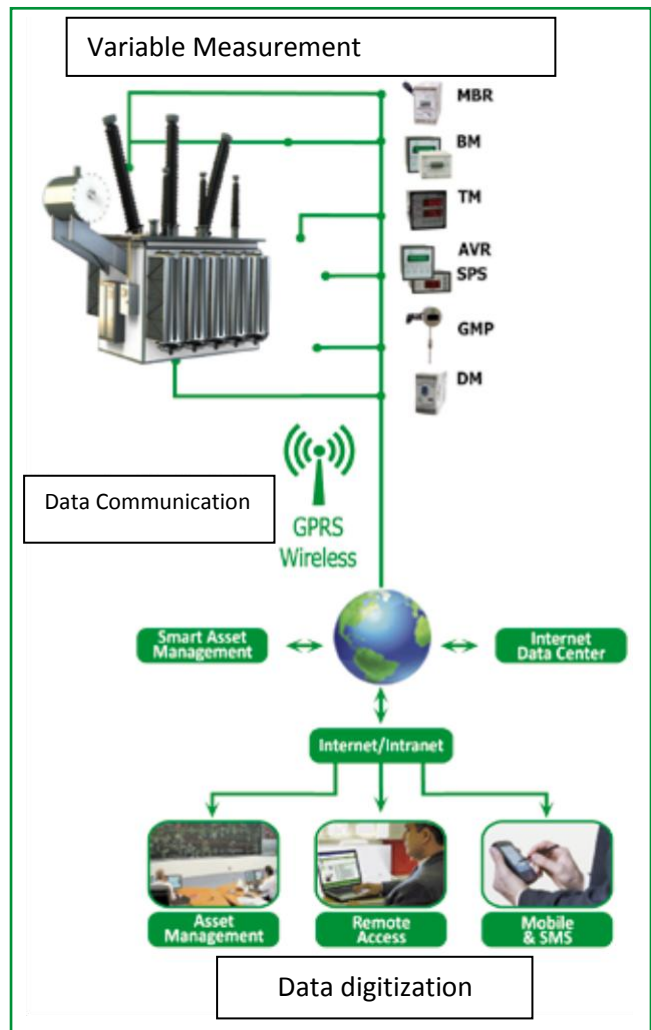 Variable Measurement
MBR
BM
TM
AVR
SPS
GMP
DM
Data Communication
GPRS
Wireless
Smart Asset
Management
Internet
Data Center
Internet/Intranet
Asset
Management
Remote
Access
Mobile
& SMS
Data digitization